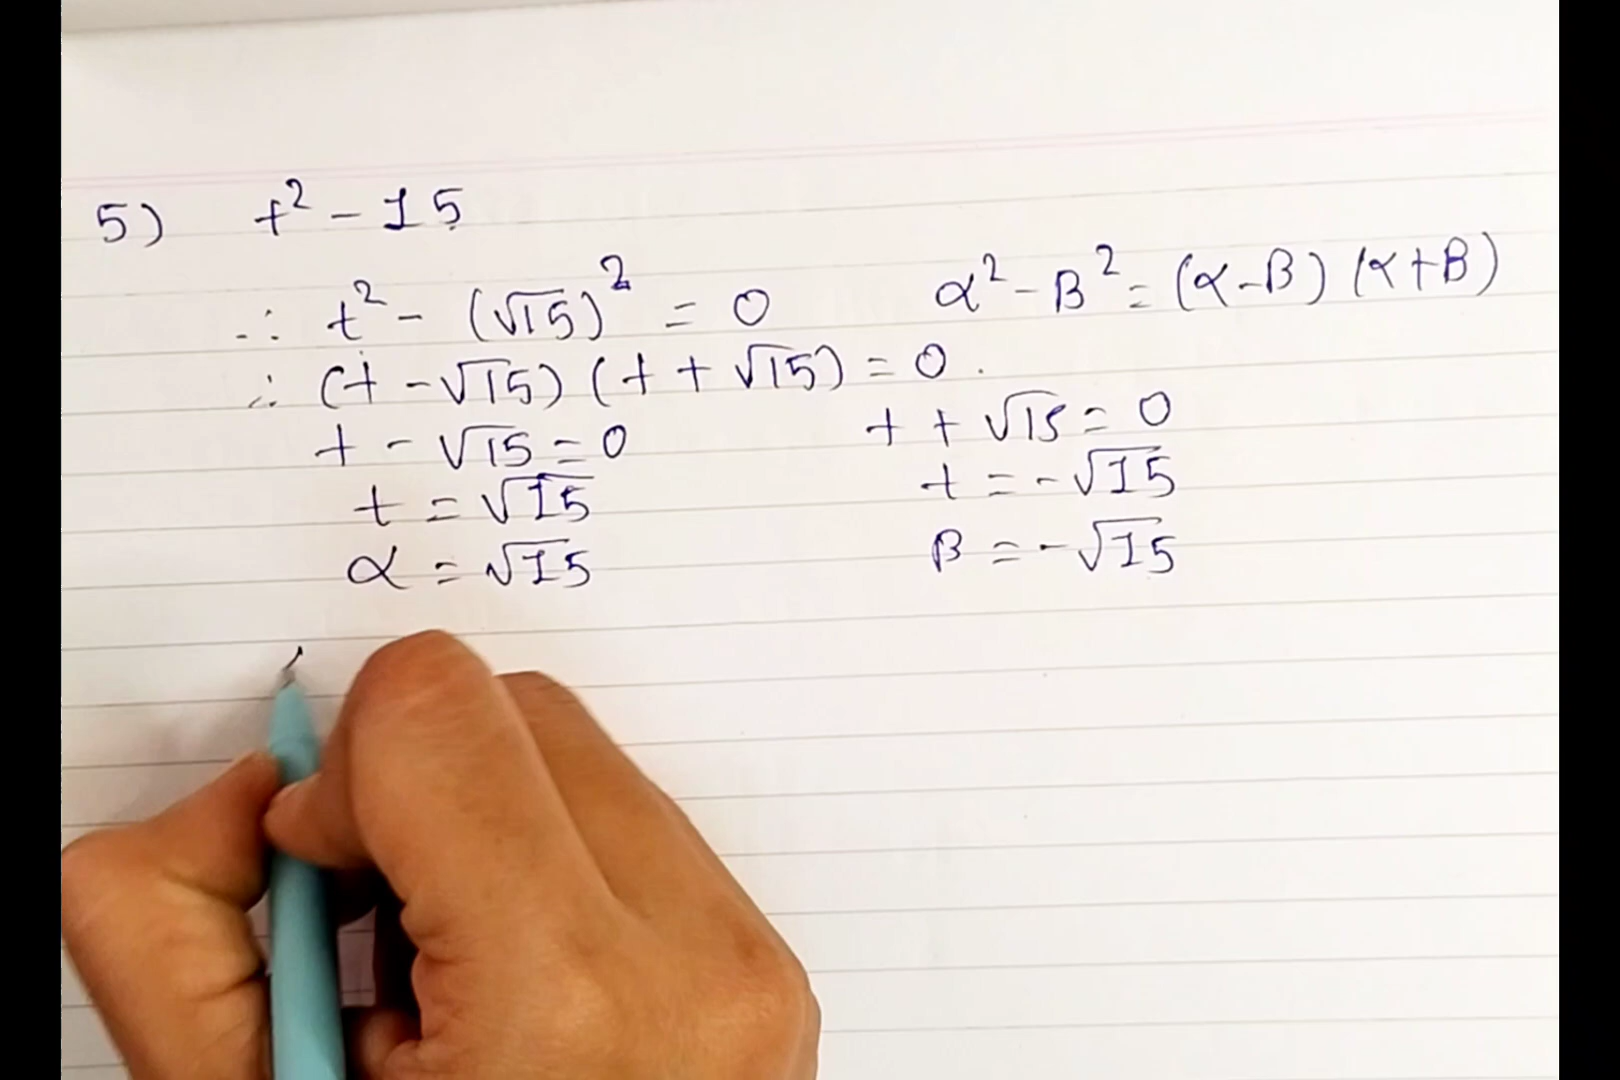 5) t² - 15
∴ t² - (√15)² = 0 α² - β² = (α - β) (α + β)
∴ (t - √15) (t + √15) = 0.
t - √15 = 0 t + √15 = 0
t = √15 t = -√15
α = √15 β = -√15